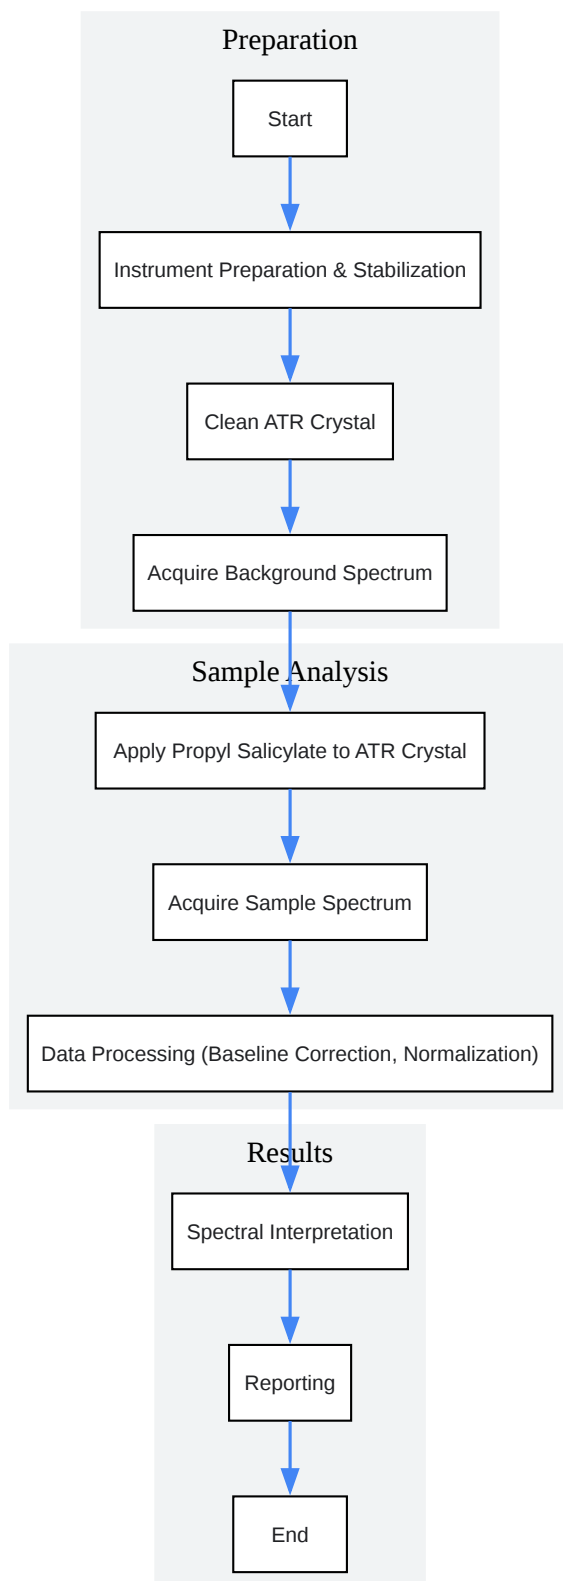 Preparation
Start
Instrument Preparation & Stabilization
Clean ATR Crystal
Acquire Background Spectrum
Sample Analysis
Apply Propyl Salicylate to ATR Crystal
Acquire Sample Spectrum
Data Processing (Baseline Correction, Normalization)
Results
Spectral Interpretation
Reporting
End